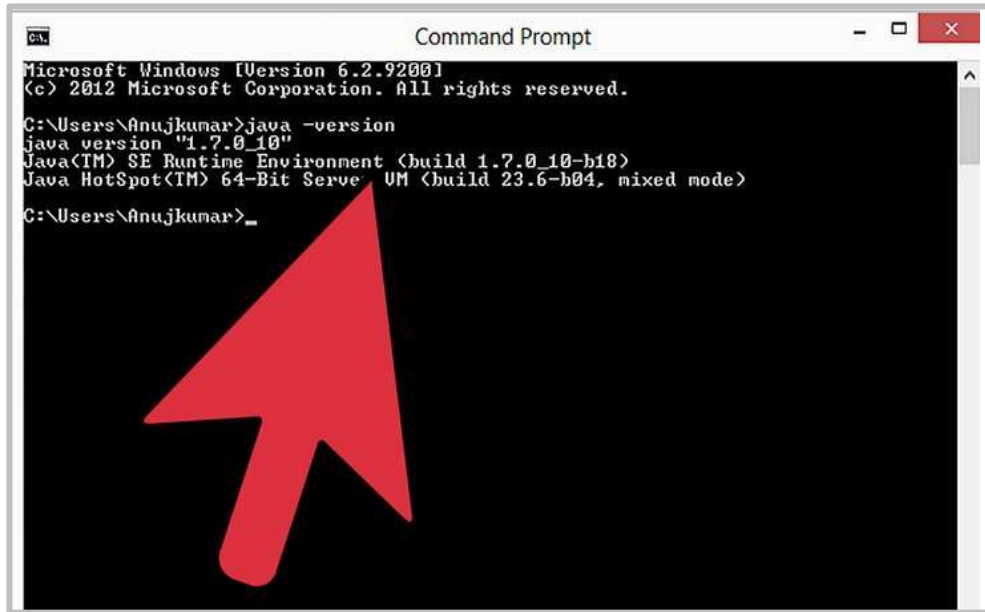 Command Prompt
Microsoft Windows [Version 6.2.9200]
(c) 2012 Microsoft Corporation. All rights reserved.
C:\Users\Anujkumar>java -version
java version "1.7.0_10"
Java(TM) SE Runtime Environment (build 1.7.0_10-b18)
Java HotSpot(TM) 64-Bit Server VM (build 23.6-b04, mixed mode)
C:\Users\Anujkumar>_